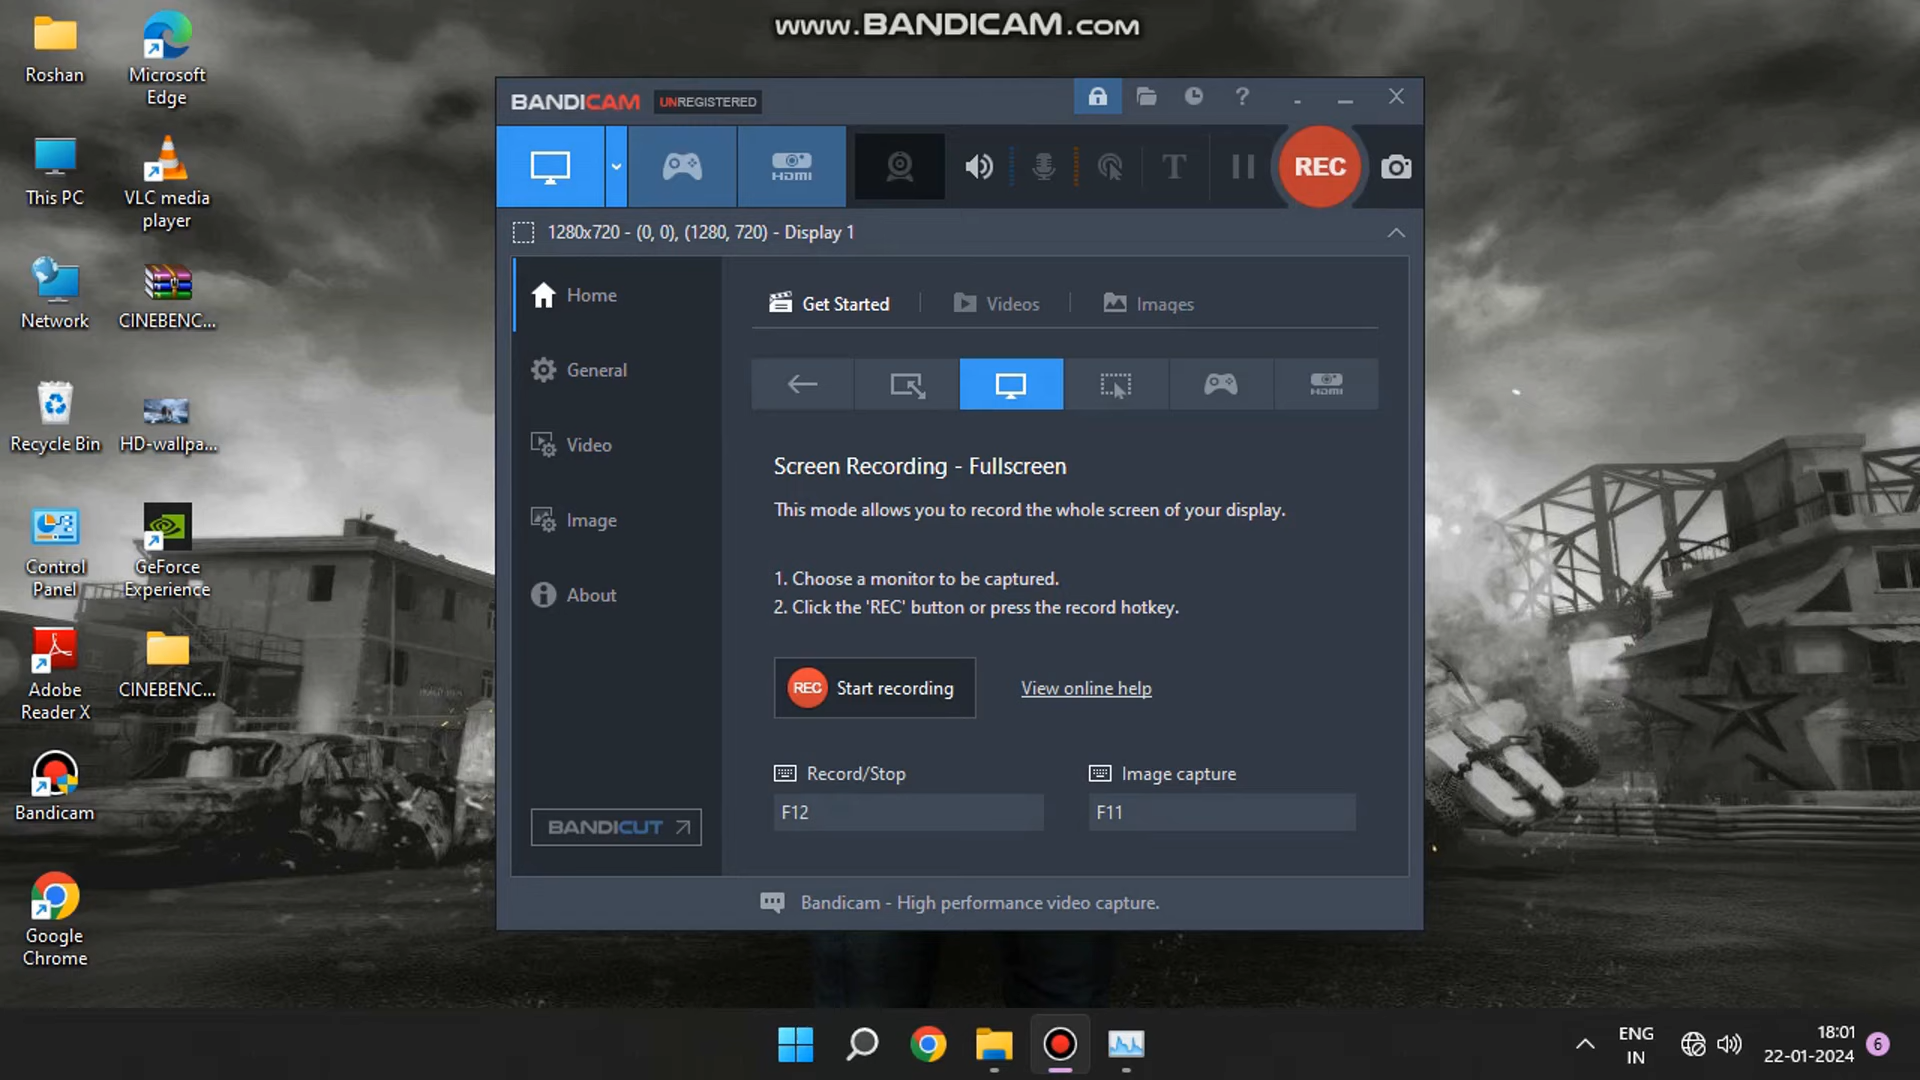 www.BANDICAM.com
Roshan
Microsoft
Edge
This PC
VLC media
player
Network
CINEBENC...
Recycle Bin
HD-wallpa...
Control
Panel
GeForce
Experience
Adobe
Reader X
CINEBENC...
Bandicam
Google
Chrome
BANDICAM UNREGISTERED
?
HDMI
T
REC
1280x720 - (0, 0), (1280, 720) - Display 1
Home
General
Video
Image
About
BANDICUT
Get Started
Videos
Images
HDMI
Screen Recording - Fullscreen
This mode allows you to record the whole screen of your display.
1. Choose a monitor to be captured.
2. Click the 'REC' button or press the record hotkey.
REC Start recording
View online help
Record/Stop
Image capture
F12
F11
Bandicam - High performance video capture.
ENG
IN
18:01
22-01-2024
6